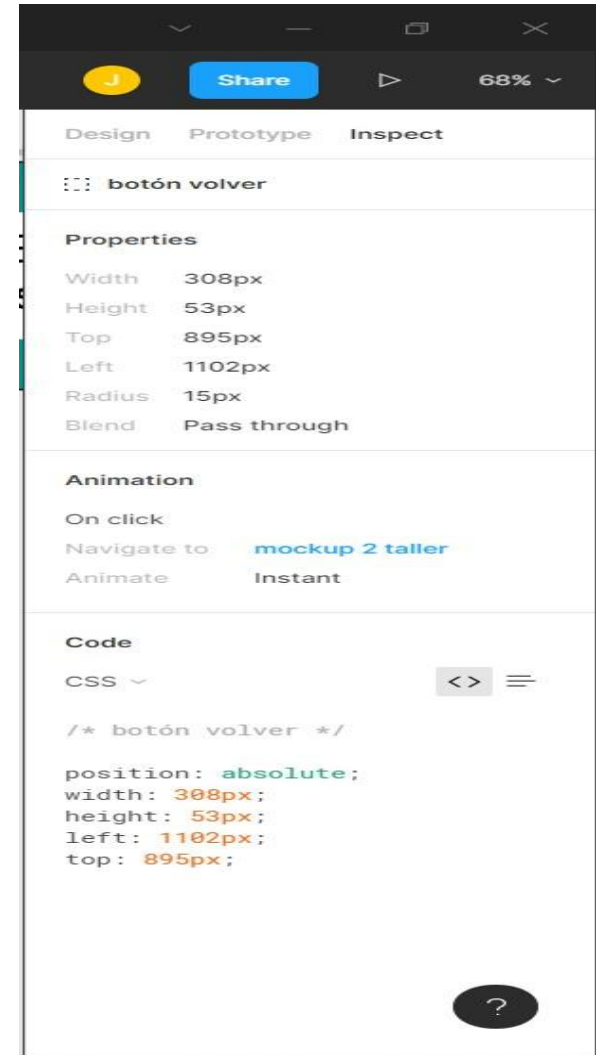 J Share 68%
Design Prototype Inspect
botón volver
Properties
Width 308px
Height 53px
Top 895px
Left 1102px
Radius 15px
Blend Pass through
Animation
On click
Navigate to mockup 2 taller
Animate Instant
Code
CSS <>
/* botón volver */
position: absolute;
width: 308px;
height: 53px;
left: 1102px;
top: 895px;
?